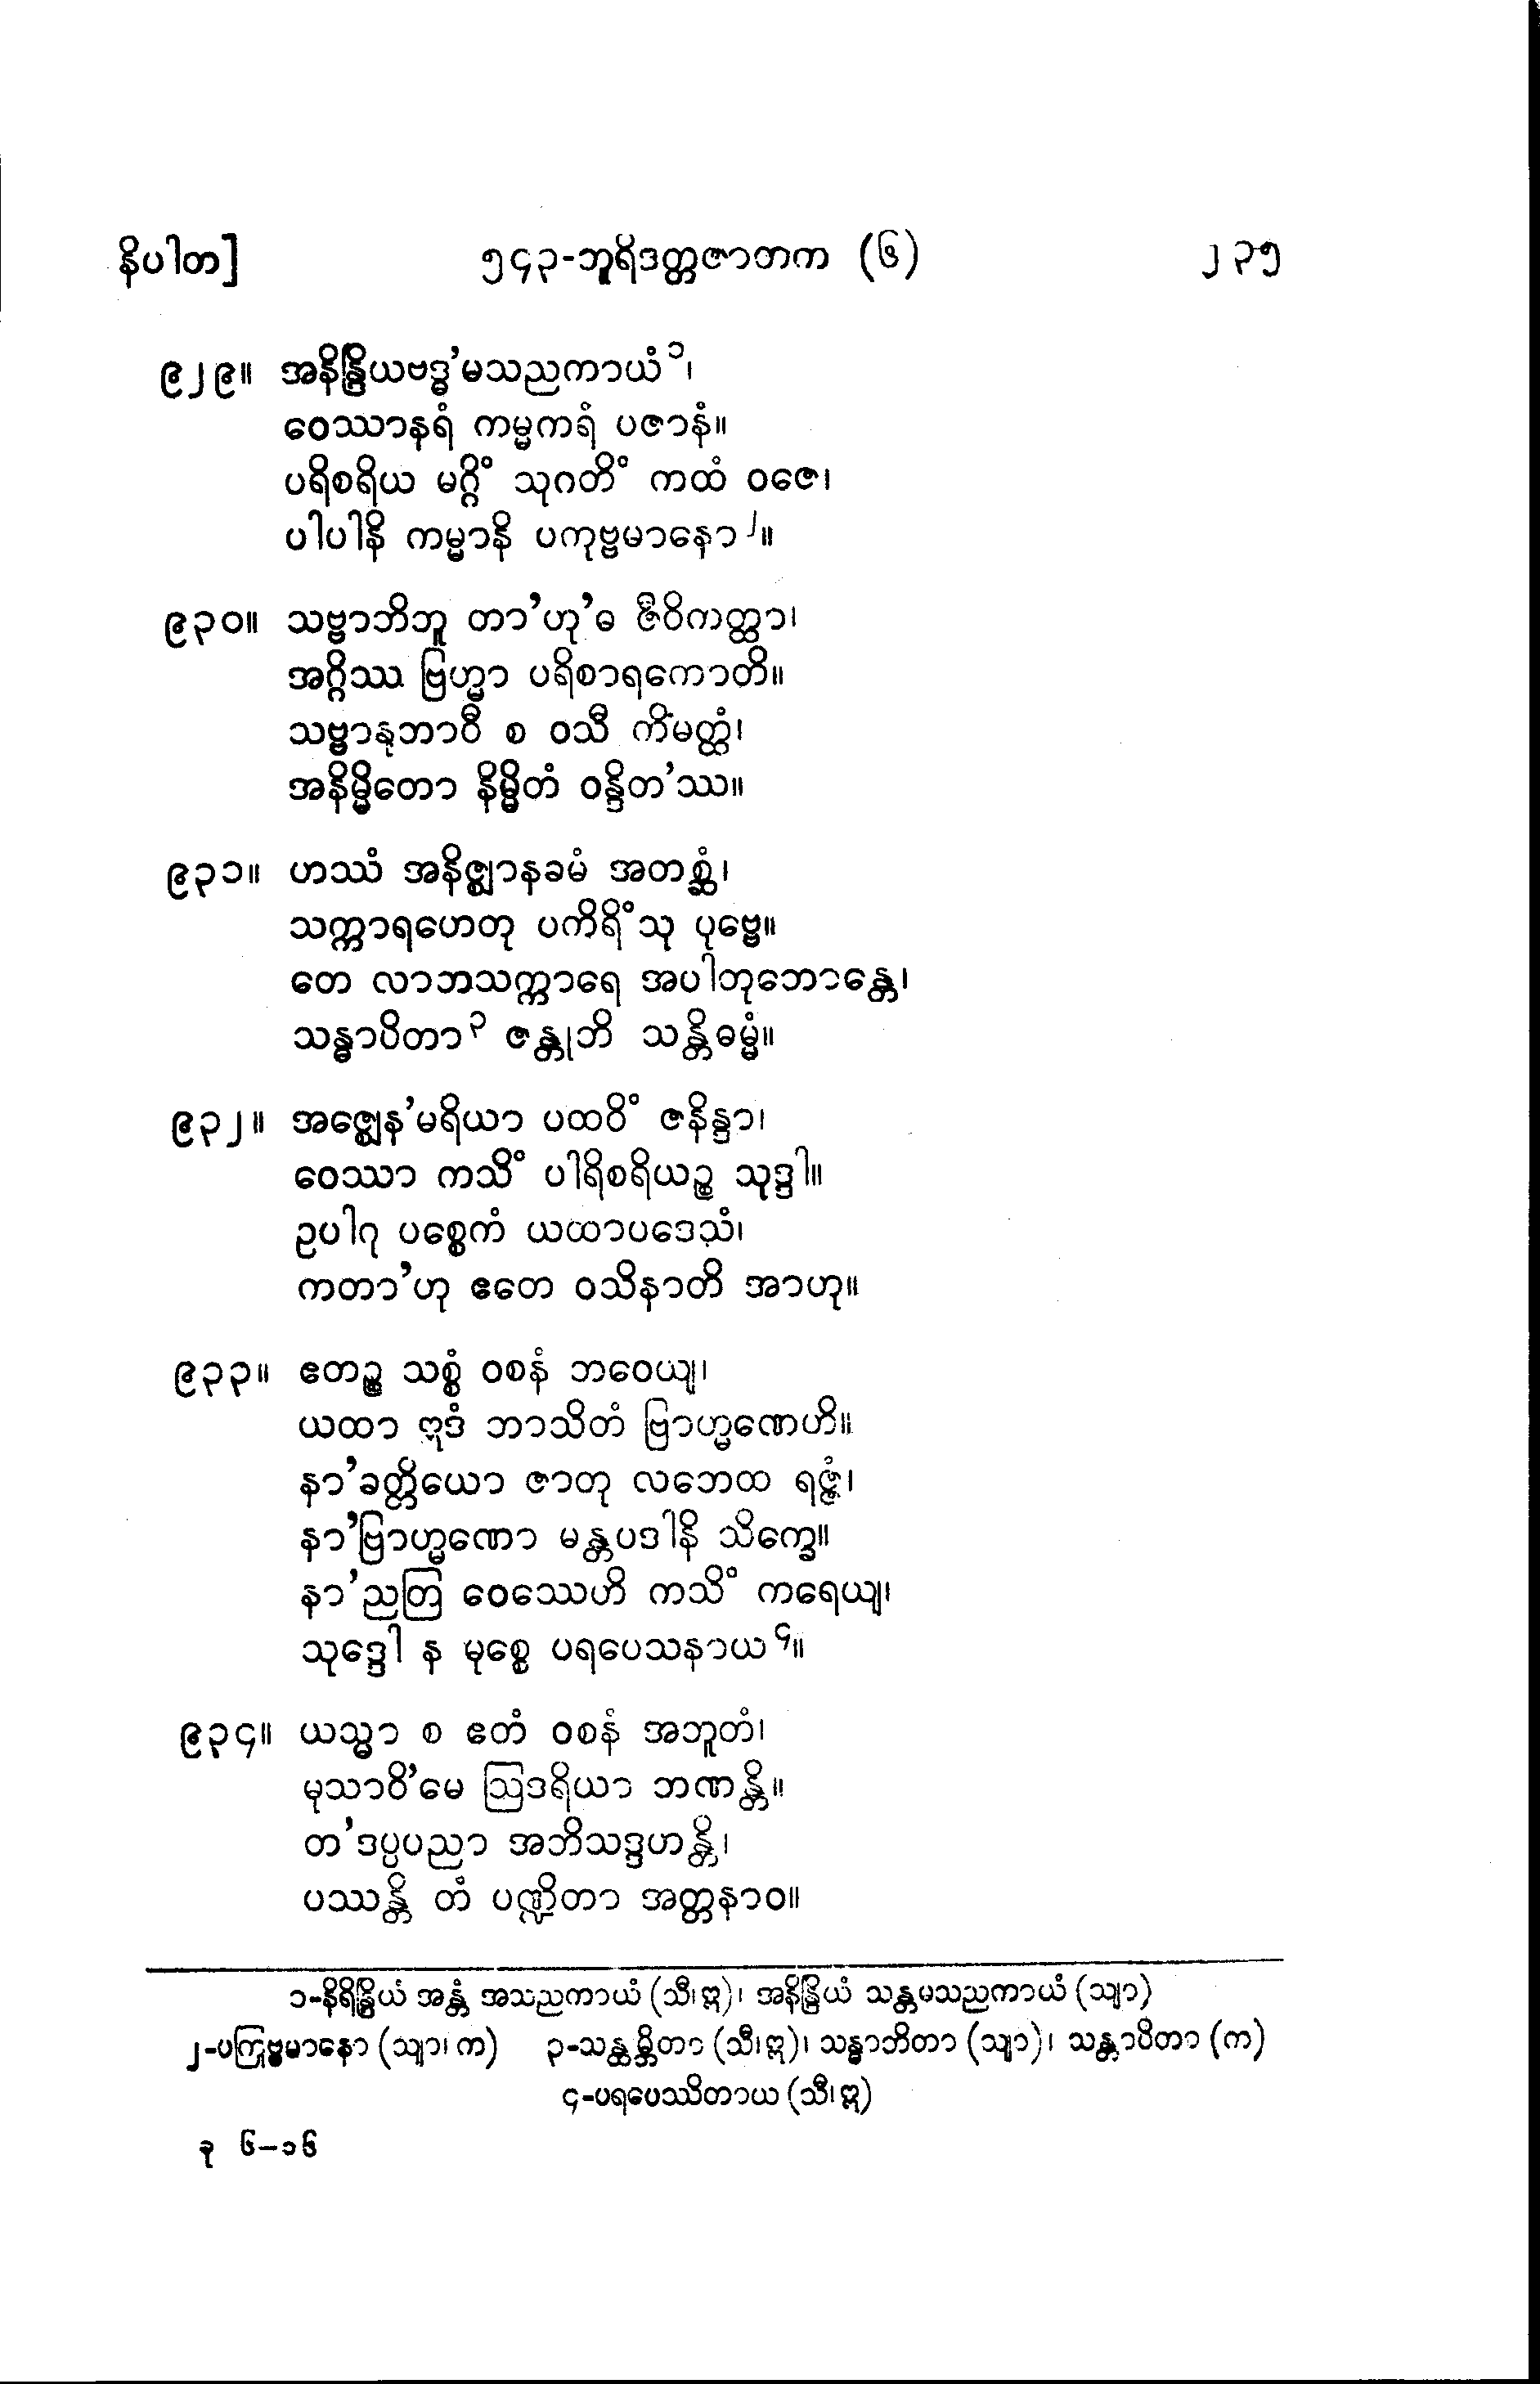 နိပါတ] ၅၄၃-ဘူရိဒတ္တဇာတက (၆) ၂၃၅
၉၂၉။ အနိန္ဒြိယဗဒ္ဓ’မသညကာယံ၁၊
ဝေဿာနရံ ကမ္မကရံ ပဇာနံ။
ပရိစရိယ မဂ္ဂိံ သုဂတိံ ကထံ ဝဇေ၊
ပါပါနိ ကမ္မာနိ ပကုဗ္ဗမာနော၂။
၉၃၀။ သဗ္ဗာဘိဘူ တာ’ဟု’ဓ ဇီဝိကတ္ထာ၊
အဂ္ဂိဿ ဗြဟ္မာ ပရိစာရကောတိ။
သဗ္ဗာနုဘာဝီ စ ဝသီ ကိံမတ္ထံ၊
အနိမ္မိတော နိမ္မိတံ ဝန္ဒိတ’ဿ။
၉၃၁။ ဟဿံ အနိဇ္ဈာနခမံ အတစ္ဆံ၊
သက္ကာရဟေတု ပကိရိံသု ပုဗ္ဗေ။
တေ လာဘသက္ကာရေ အပါတုဘောန္တေ၊
သန္ဓာပိတာ၃ ဇန္တုဘိ သန္တိဓမ္မံ။
၉၃၂။ အဇ္ဈေန’မရိယာ ပထဝိံ ဇနိန္ဒာ၊
ဝေဿာ ကသိံ ပါရိစရိယဉ္စ သုဒ္ဒါ။
ဥပါဂု ပစ္စေကံ ယထာပဒေသံ၊
ကတာ’ဟု ဧတေ ဝသိနာတိ အာဟု။
၉၃၃။ ဧတဉ္စ သစ္စံ ဝစနံ ဘဝေယျ၊
ယထာ ဣဒံ ဘာသိတံ ဗြာဟ္မဏေဟိ။
နာ’ခတ္တိယော ဇာတု လဘေထ ရဇ္ဇံ၊
နာ’ဗြာဟ္မဏော မန္တပဒါနိ သိက္ခေ။
နာ’ညတြ ဝေဿေဟိ ကသိံ ကရေယျ၊
သုဒ္ဒေါ န မုစ္စေ ပရပေသနာယ၄။
၉၃၄။ ယသ္မာ စ ဧတံ ဝစနံ အဘူတံ၊
မုသာဝိ’မေ ဩဒရိယာ ဘဏန္တိ။
တ’ဒပ္ပပညာ အဘိသဒ္ဒဟန္တိ၊
ပဿန္တိ တံ ပဏ္ဍိတာ အတ္တနာဝ။
၁-နိရိန္ဒြိယံ အန္တံ အသညကာယံ (သီ၊ ဣ)၊ အနိန္ဒြိယံ သန္တမသညကာယံ (သျာ)
၂-ပကြုဗ္ဗမာနော (သျာ၊ က) ၃-သန္ထမ္ဘိတာ (သီ၊ ဣ)၊ သန္ဓာဘိတာ (သျာ)၊ သန္တာပိတာ (က)
၄-ပရပေဿိတာယ (သီ၊ ဣ)
ခု ၆–၁၆